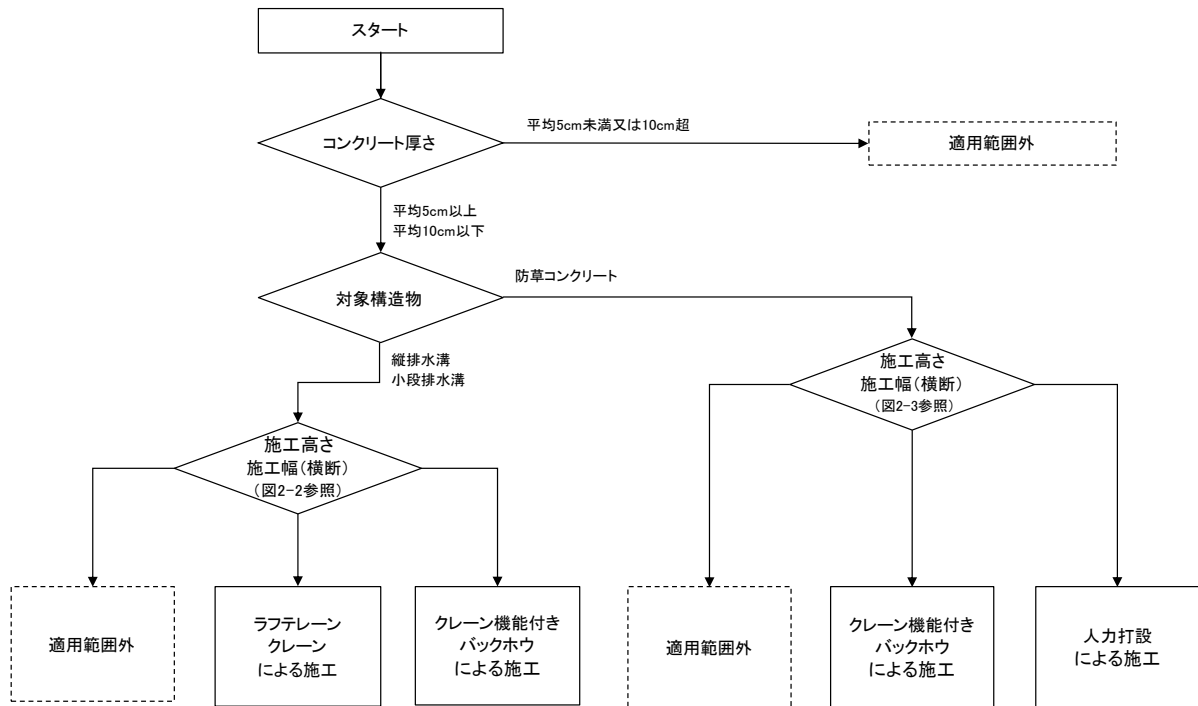 スタート
コンクリート厚さ
平均5cm未満又は10cm超
適用範囲外
平均5cm以上
平均10cm以下
対象構造物
防草コンクリート
縦排水溝
小段排水溝
施工高さ
施工幅(横断)
(図2-3参照)
施工高さ
施工幅(横断)
(図2-2参照)
適用範囲外
ラフテレーン
クレーン
による施工
クレーン機能付き
バックホウ
による施工
適用範囲外
クレーン機能付き
バックホウ
による施工
人力打設
による施工